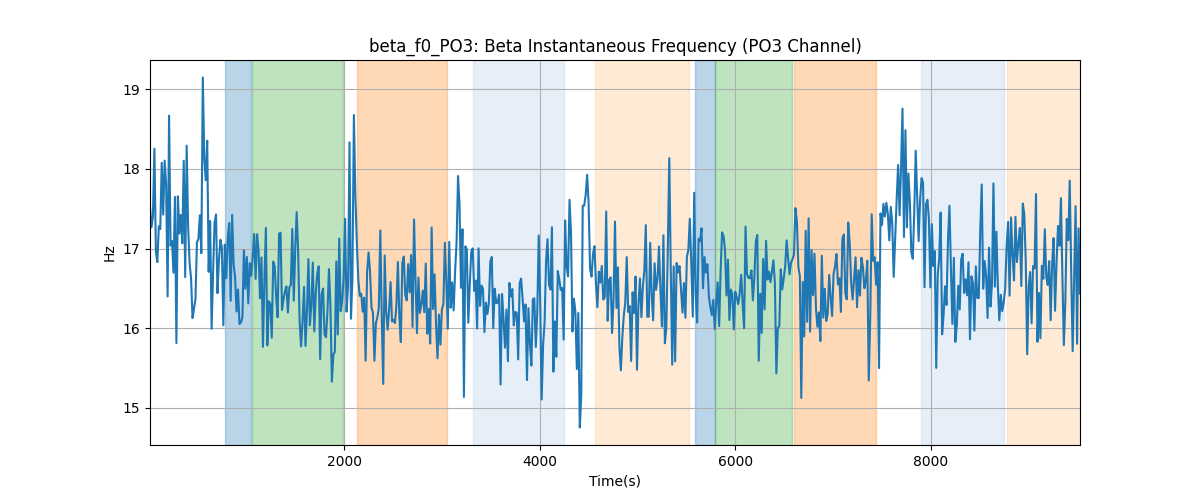 beta_f0_PO3: Beta Instantaneous Frequency (PO3 Channel)
19
18
17
16
15
Hz
2000 4000 6000 8000
Time(s)